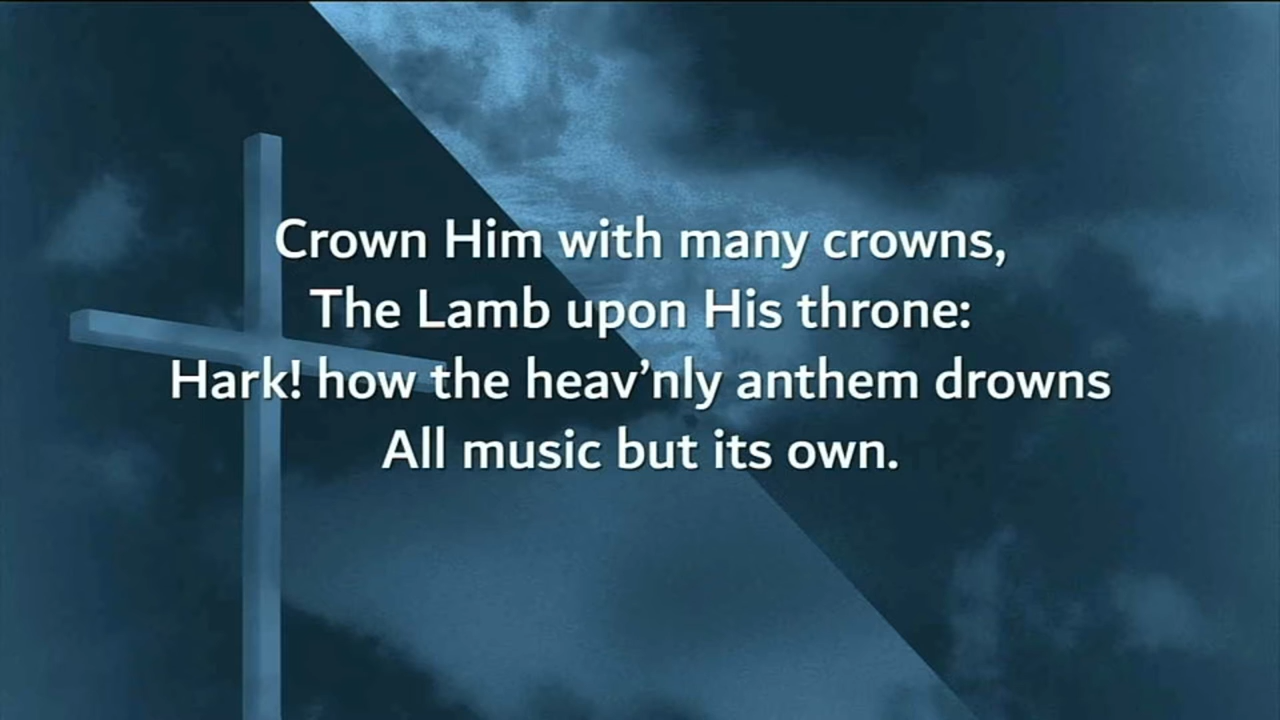 Crown Him with many crowns,
The Lamb upon His throne:
Hark! how the heav’nly anthem drowns
All music but its own.